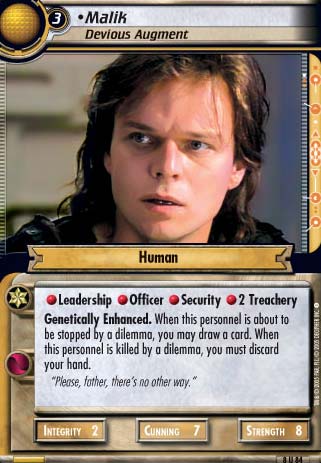 3
•Malik
Devious Augment
Human
Leadership Officer Security 2 Treachery
Genetically Enhanced. When this personnel is about to
be stopped by a dilemma, you may draw a card. When
this personnel is killed by a dilemma, you must discard
your hand.
"Please, father, there's no other way."
INTEGRITY 2
CUNNING 7
STRENGTH 8
8 U 84